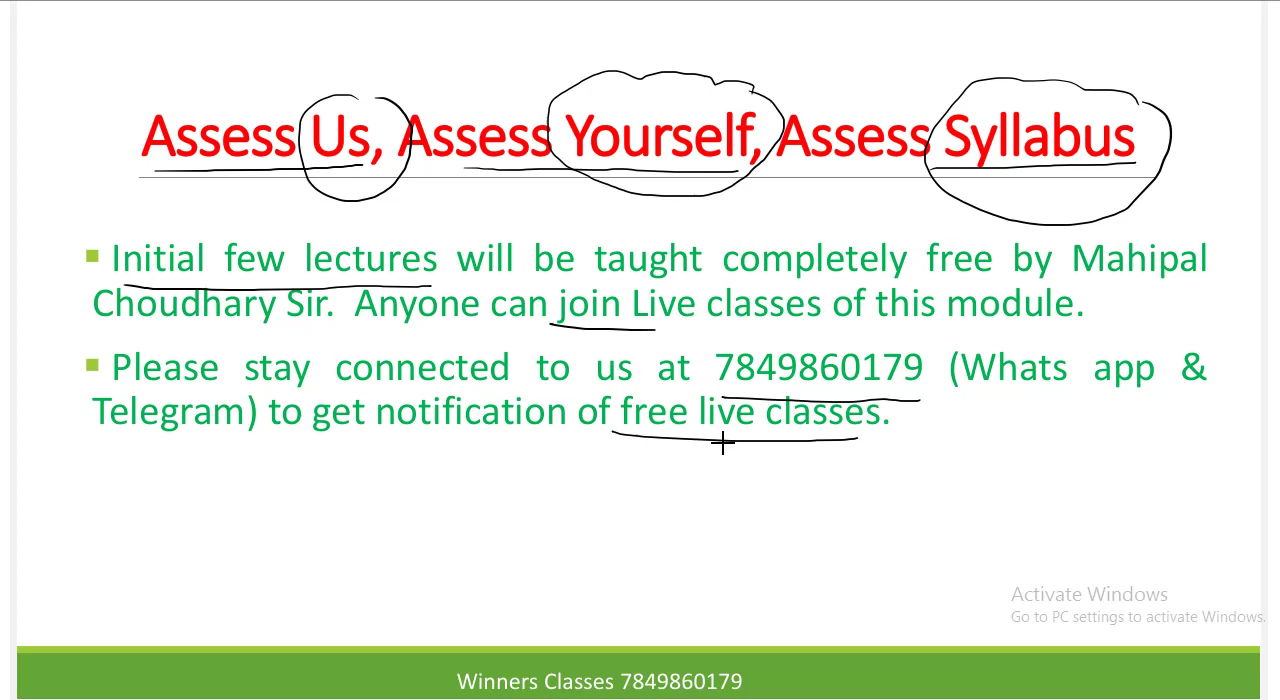 Assess Us, Assess Yourself, Assess Syllabus
Initial few lectures will be taught completely free by Mahipal
Choudhary Sir. Anyone can join Live classes of this module.
Please stay connected to us at 7849860179 (Whats app &
Telegram) to get notification of free live classes.
Activate Windows
Go to PC settings to activate Windows.
Winners Classes 7849860179